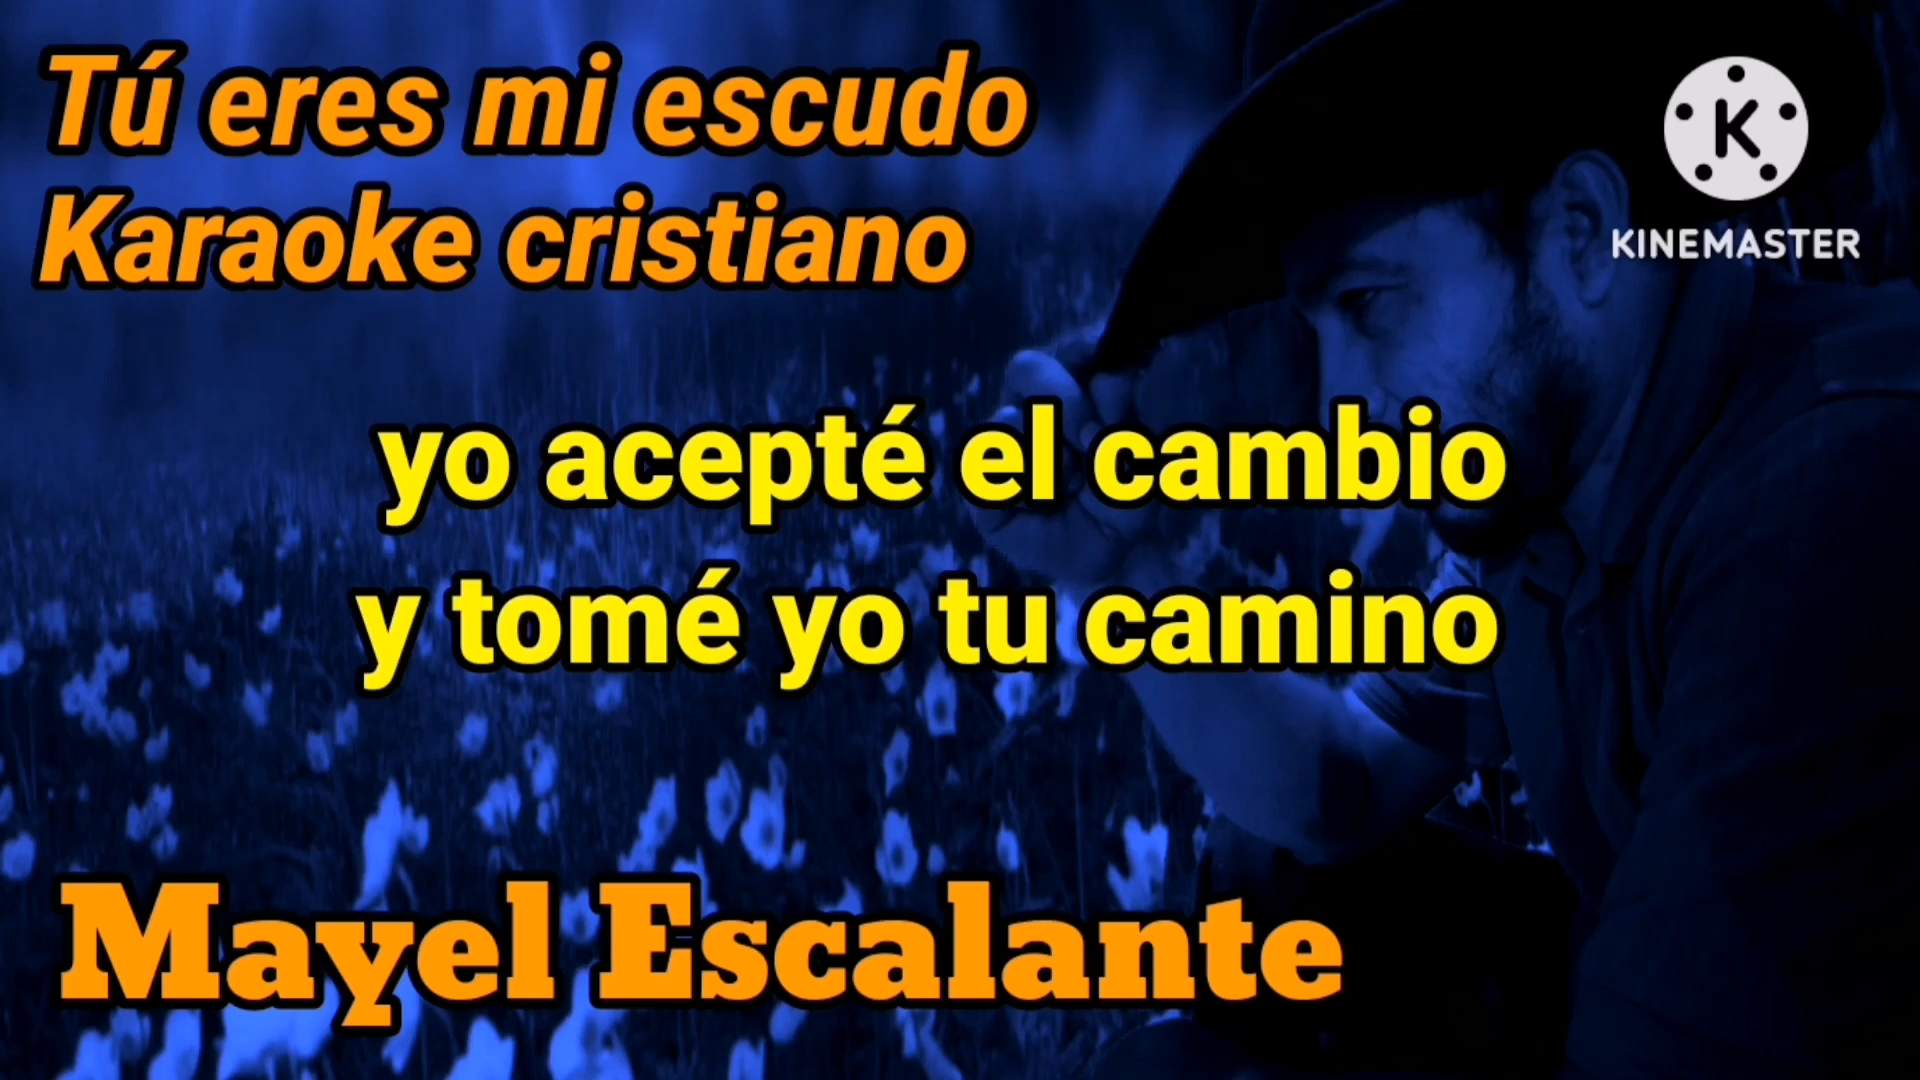 Tú eres mi escudo
Karaoke cristiano
K
KINEMASTER
yo acepté el cambio
y tomé yo tu camino
Mayel Escalante